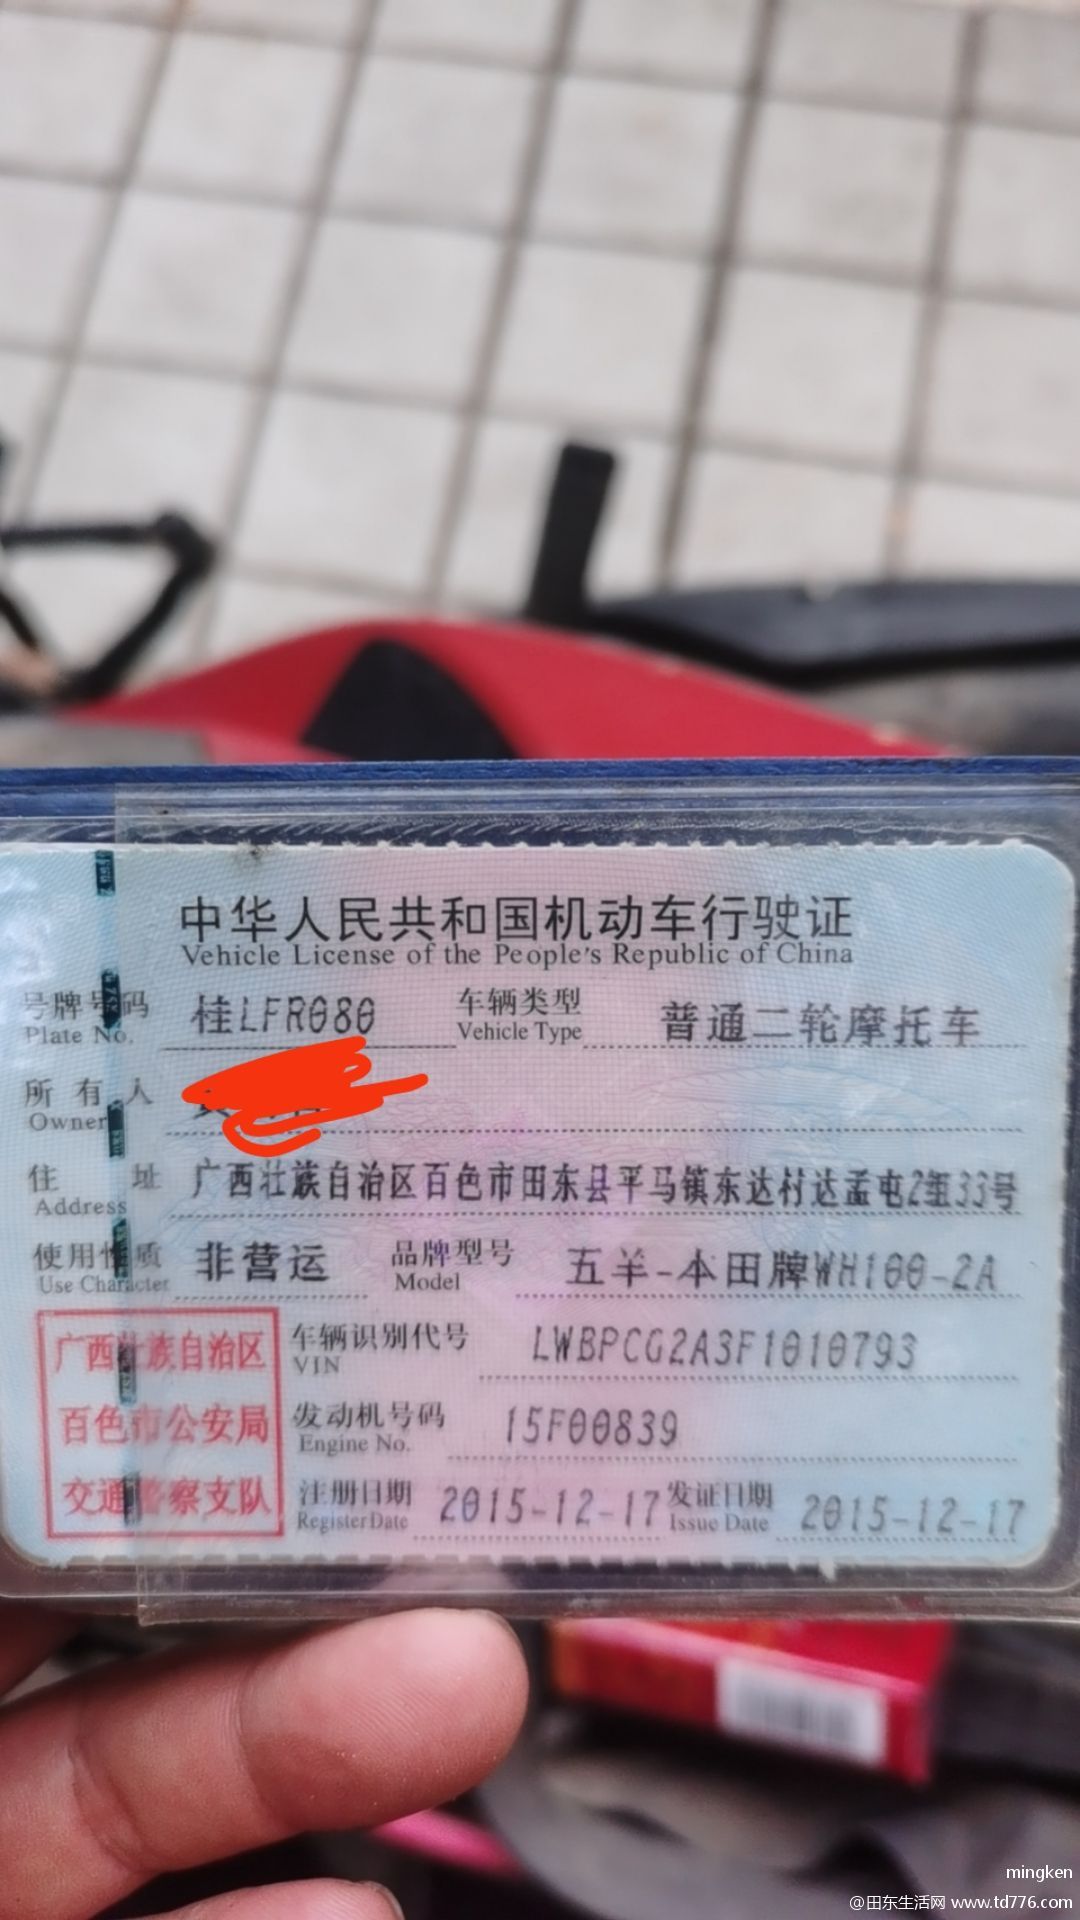 中华人民共和国机动车行驶证
Vehicle License of the People's Republic of China
号牌号码 桂LFR080 车辆类型 普通二轮摩托车
Plate No. Vehicle Type
所有人
Owner
住址 广西壮族自治区百色市田东县平马镇东达村达孟屯2组33号
Address
使用性质 非营运 品牌型号 五羊-本田牌WH100-2A
Use Character Model
广西壮族自治区
百色市公安局
交通警察支队
车辆识别代号 LWBPCG2A3F1010793
VIN
发动机号码 15F00839
Engine No.
注册日期 2015-12-17 发证日期 2015-12-17
Register Date Issue Date
mingken
@田东生活网 www.td776.com